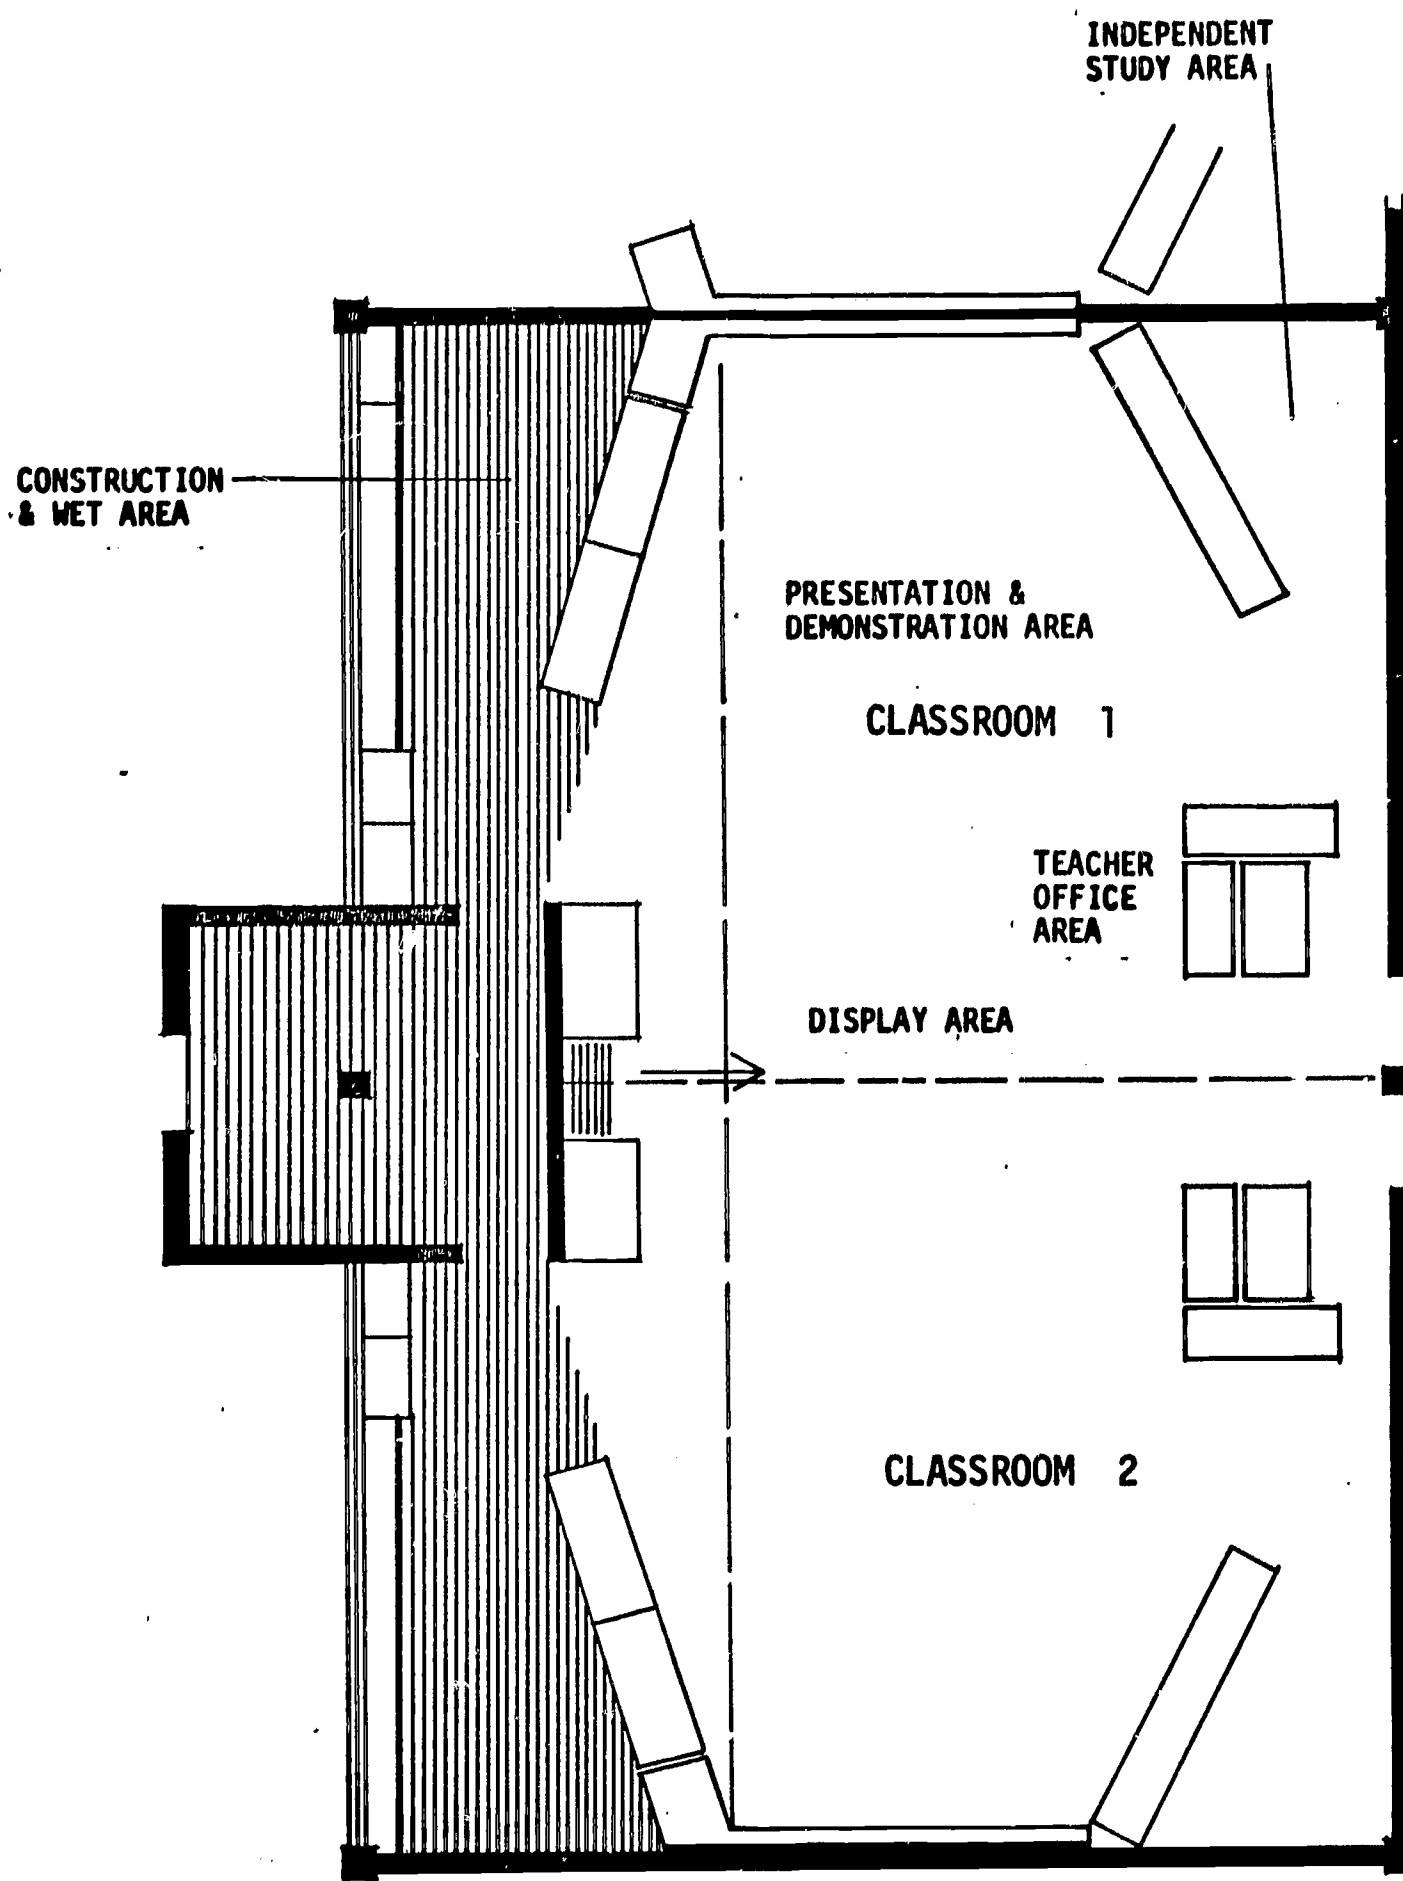 INDEPENDENT
STUDY AREA
CONSTRUCTION
& WET AREA
PRESENTATION &
DEMONSTRATION AREA
CLASSROOM 1
TEACHER
OFFICE
AREA
DISPLAY AREA
CLASSROOM 2